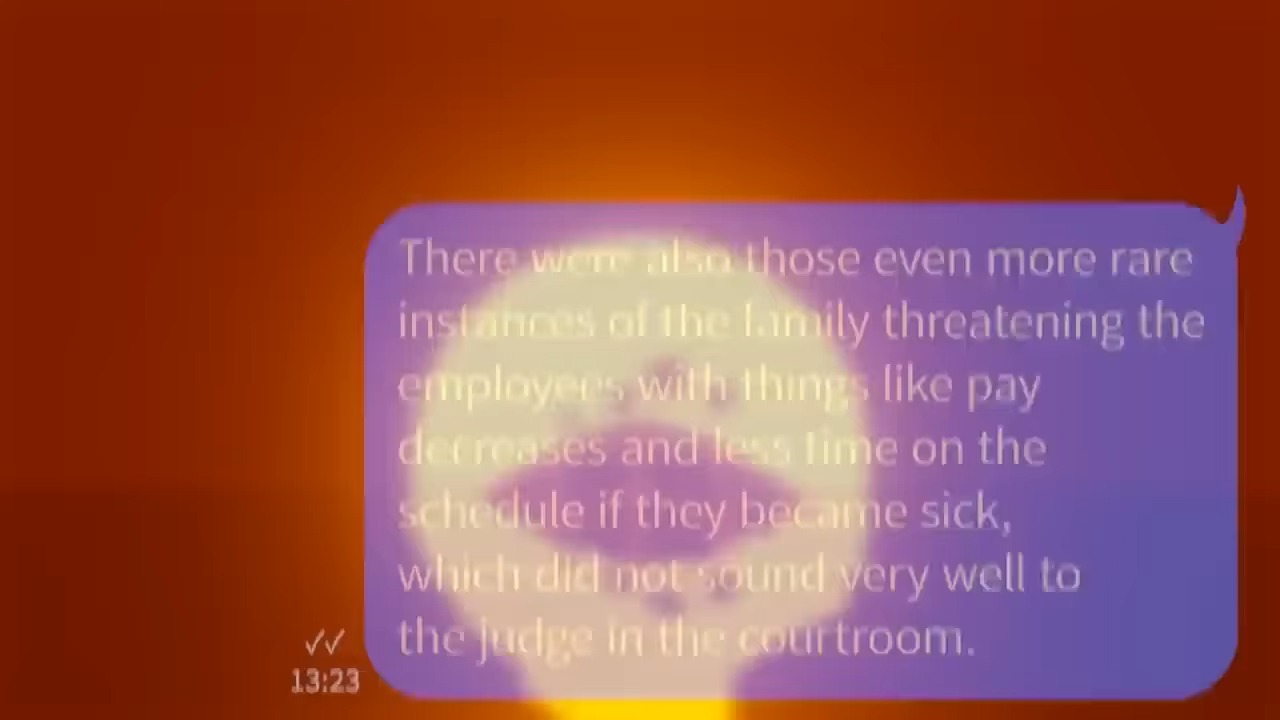 There were also those even more rare
instances of the family threatening the
employees with things like pay
decreases and less time on the
schedule if they became sick,
which did not sound very well to
the judge in the courtroom.
13:23